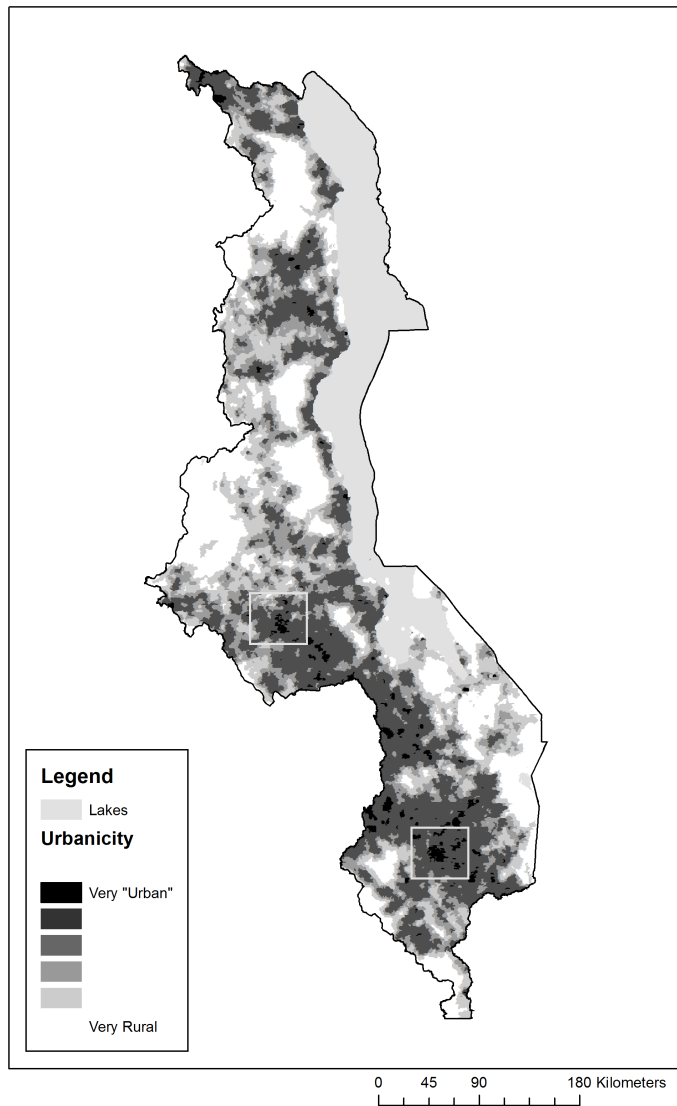 Legend
Lakes
Urbanicity
Very "Urban"
Very Rural
0 45 90 180 Kilometers